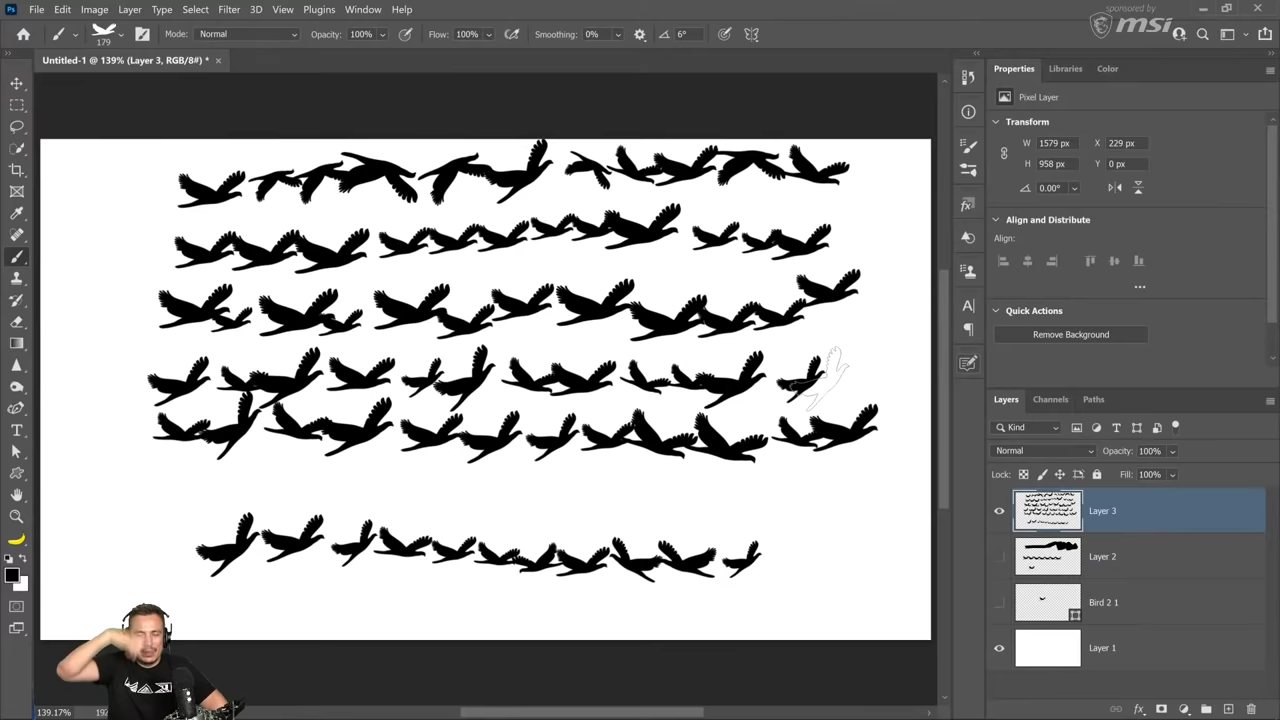 Ps File Edit Image Layer Type Select Filter 3D View Plugins Window Help
sponsored by
msi
179 Mode: Normal Opacity: 100% Flow: 100% Smoothing: 0% 6°
Untitled-1 @ 139% (Layer 3, RGB/8#) *
Properties Libraries Color
Pixel Layer
Transform
W 1579 px X 229 px
H 958 px Y 0 px
0.00°
Align and Distribute
Align:
Quick Actions
Remove Background
Layers Channels Paths
Kind
Normal Opacity: 100%
Lock: Fill: 100%
Layer 3
Layer 2
Bird 2 1
Layer 1
139.17%